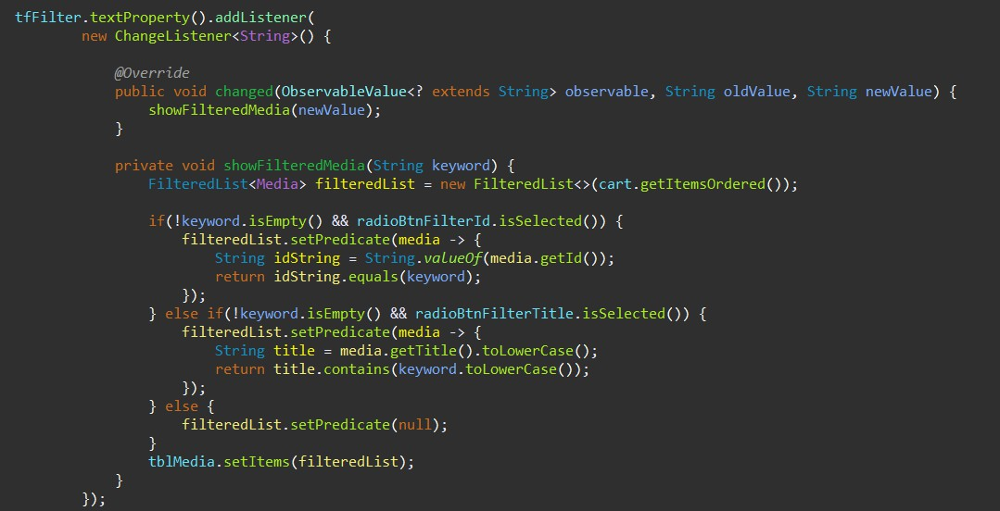 tfFilter.textProperty().addListener(
        new ChangeListener<String>() {

            @Override
            public void changed(ObservableValue<? extends String> observable, String oldValue, String newValue) {
                showFilteredMedia(newValue);
            }

            private void showFilteredMedia(String keyword) {
                FilteredList<Media> filteredList = new FilteredList<>(cart.getItemsOrdered());

                if(!keyword.isEmpty() && radioBtnFilterId.isSelected()) {
                    filteredList.setPredicate(media -> {
                        String idString = String.valueOf(media.getId());
                        return idString.equals(keyword);
                    });
                } else if(!keyword.isEmpty() && radioBtnFilterTitle.isSelected()) {
                    filteredList.setPredicate(media -> {
                        String title = media.getTitle().toLowerCase();
                        return title.contains(keyword.toLowerCase());
                    });
                } else {
                    filteredList.setPredicate(null);
                }
                tblMedia.setItems(filteredList);
            }
        });